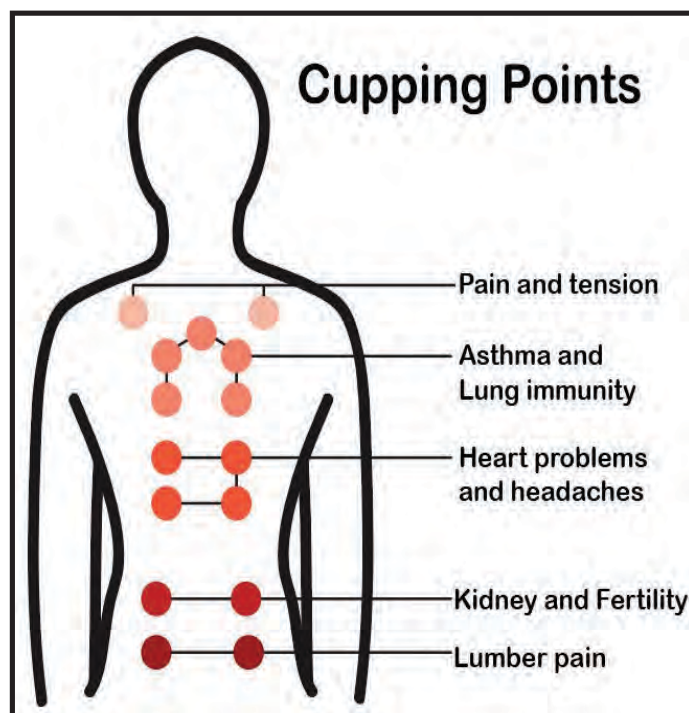 Cupping Points
Pain and tension
Asthma and
Lung immunity
Heart problems
and headaches
Kidney and Fertility
Lumber pain